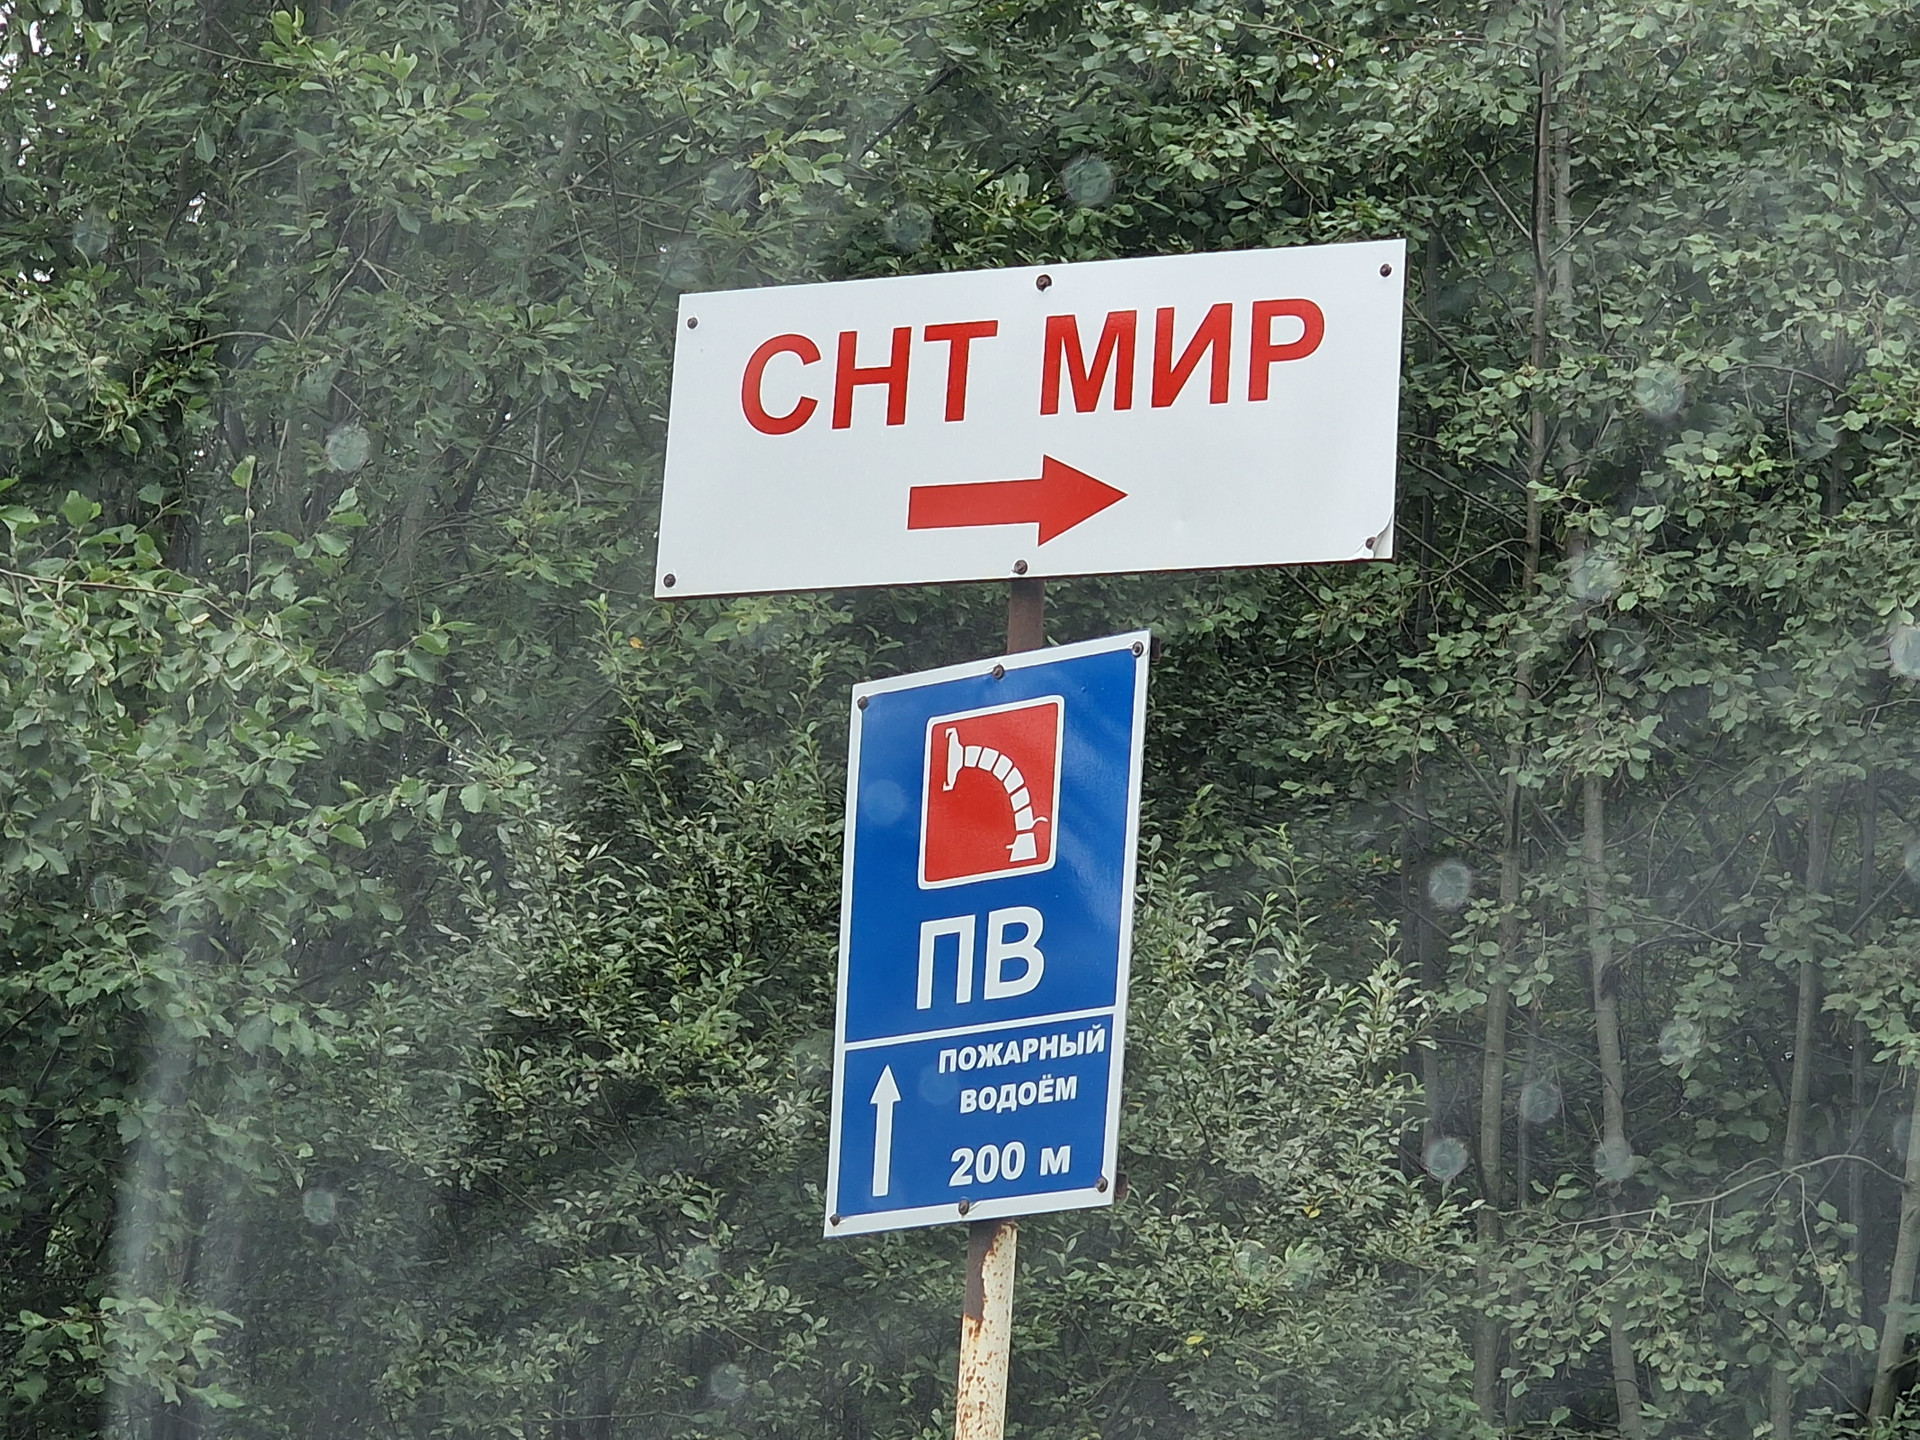 СНТ МИР
ПВ
ПОЖАРНЫЙ
ВОДОЁМ
200 м